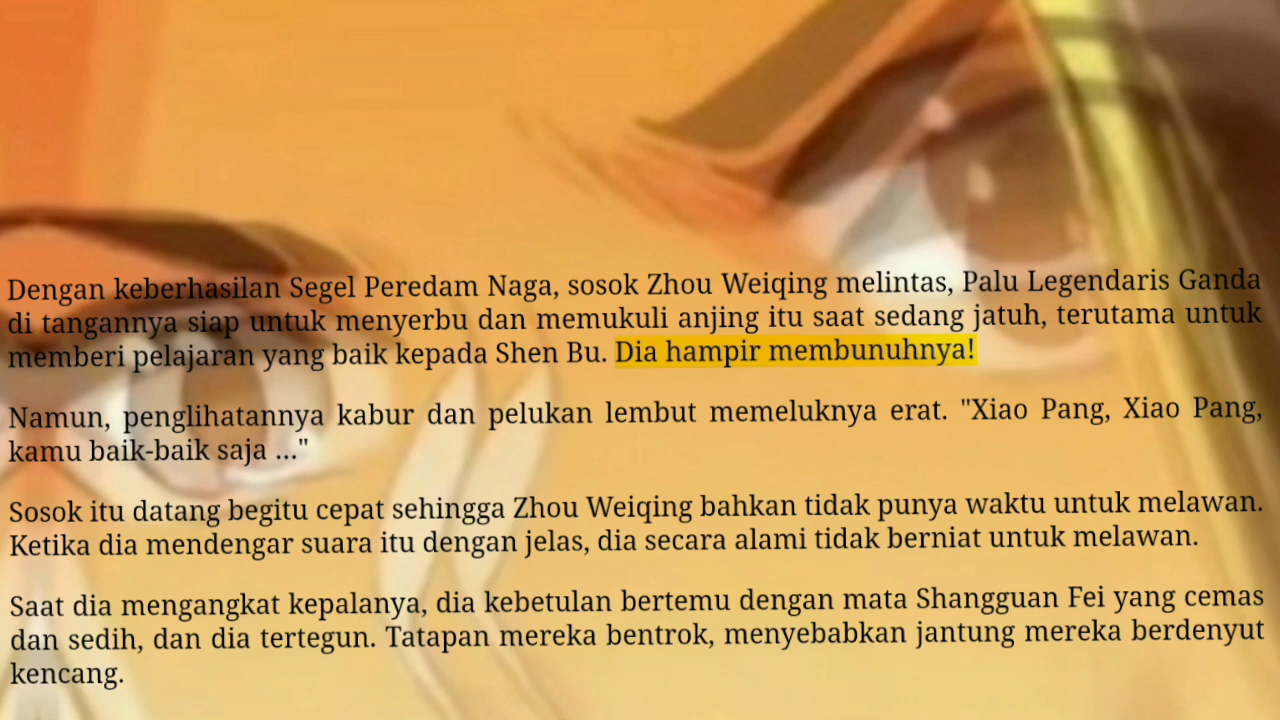 Dengan keberhasilan Segel Peredam Naga, sosok Zhou Weiqing melintas, Palu Legendaris Ganda
di tangannya siap untuk menyerbu dan memukuli anjing itu saat sedang jatuh, terutama untuk
memberi pelajaran yang baik kepada Shen Bu. Dia hampir membunuhnya!
Namun, penglihatannya kabur dan pelukan lembut memeluknya erat. "Xiao Pang, Xiao Pang,
kamu baik-baik saja ..."
Sosok itu datang begitu cepat sehingga Zhou Weiqing bahkan tidak punya waktu untuk melawan.
Ketika dia mendengar suara itu dengan jelas, dia secara alami tidak berniat untuk melawan.
Saat dia mengangkat kepalanya, dia kebetulan bertemu dengan mata Shangguan Fei yang cemas
dan sedih, dan dia tertegun. Tatapan mereka bentrok, menyebabkan jantung mereka berdenyut
kencang.